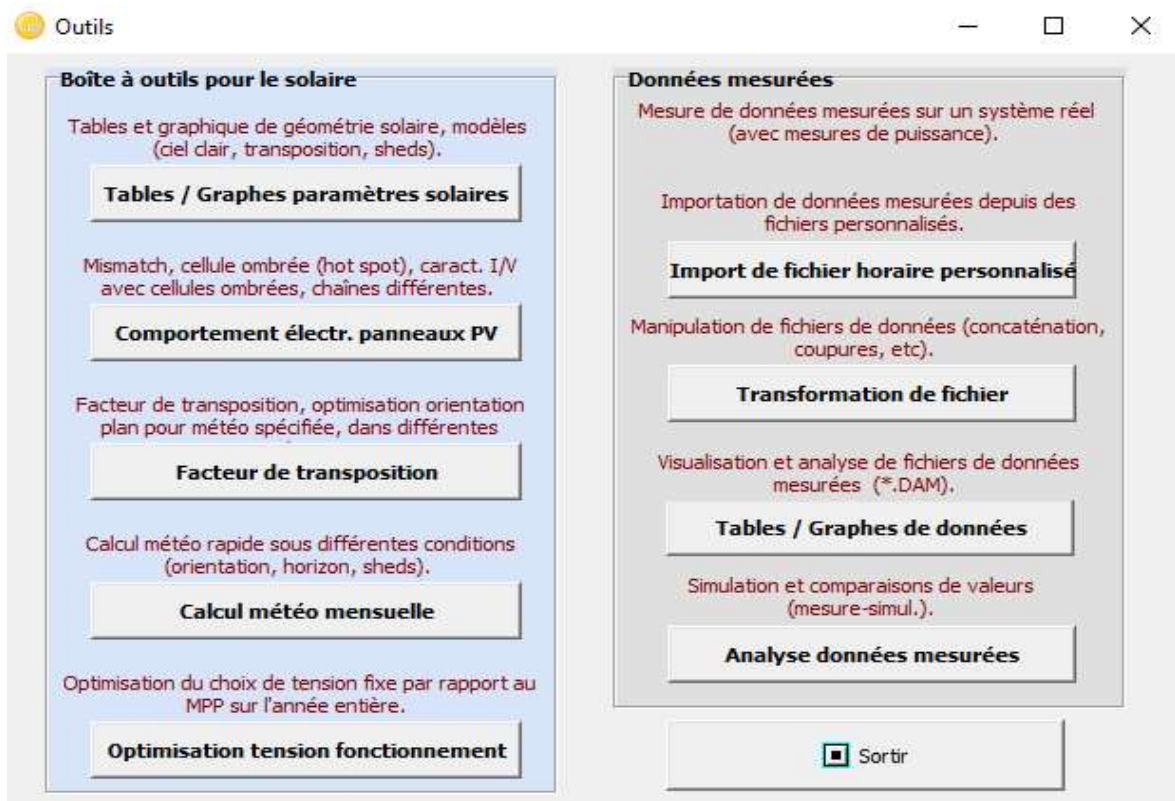 Outils
Boîte à outils pour le solaire
Tables et graphique de géométrie solaire, modèles
(ciel clair, transposition, sheds).
Tables / Graphes paramètres solaires
Mismatch, cellule ombrée (hot spot), caract. I/V
avec cellules ombrées, chaînes différentes.
Comportement électr. panneaux PV
Facteur de transposition, optimisation orientation
plan pour météo spécifiée, dans différentes
Facteur de transposition
Calcul météo rapide sous différentes conditions
(orientation, horizon, sheds).
Calcul météo mensuelle
Optimisation du choix de tension fixe par rapport au
MPP sur l'année entière.
Optimisation tension fonctionnement
Données mesurées
Mesure de données mesurées sur un système réel
(avec mesures de puissance).
Importation de données mesurées depuis des
fichiers personnalisés.
Import de fichier horaire personnalisé
Manipulation de fichiers de données (concaténation,
coupures, etc).
Transformation de fichier
Visualisation et analyse de fichiers de données
mesurées (*.DAM).
Tables / Graphes de données
Simulation et comparaisons de valeurs
(mesure-simul.).
Analyse données mesurées
Sortir